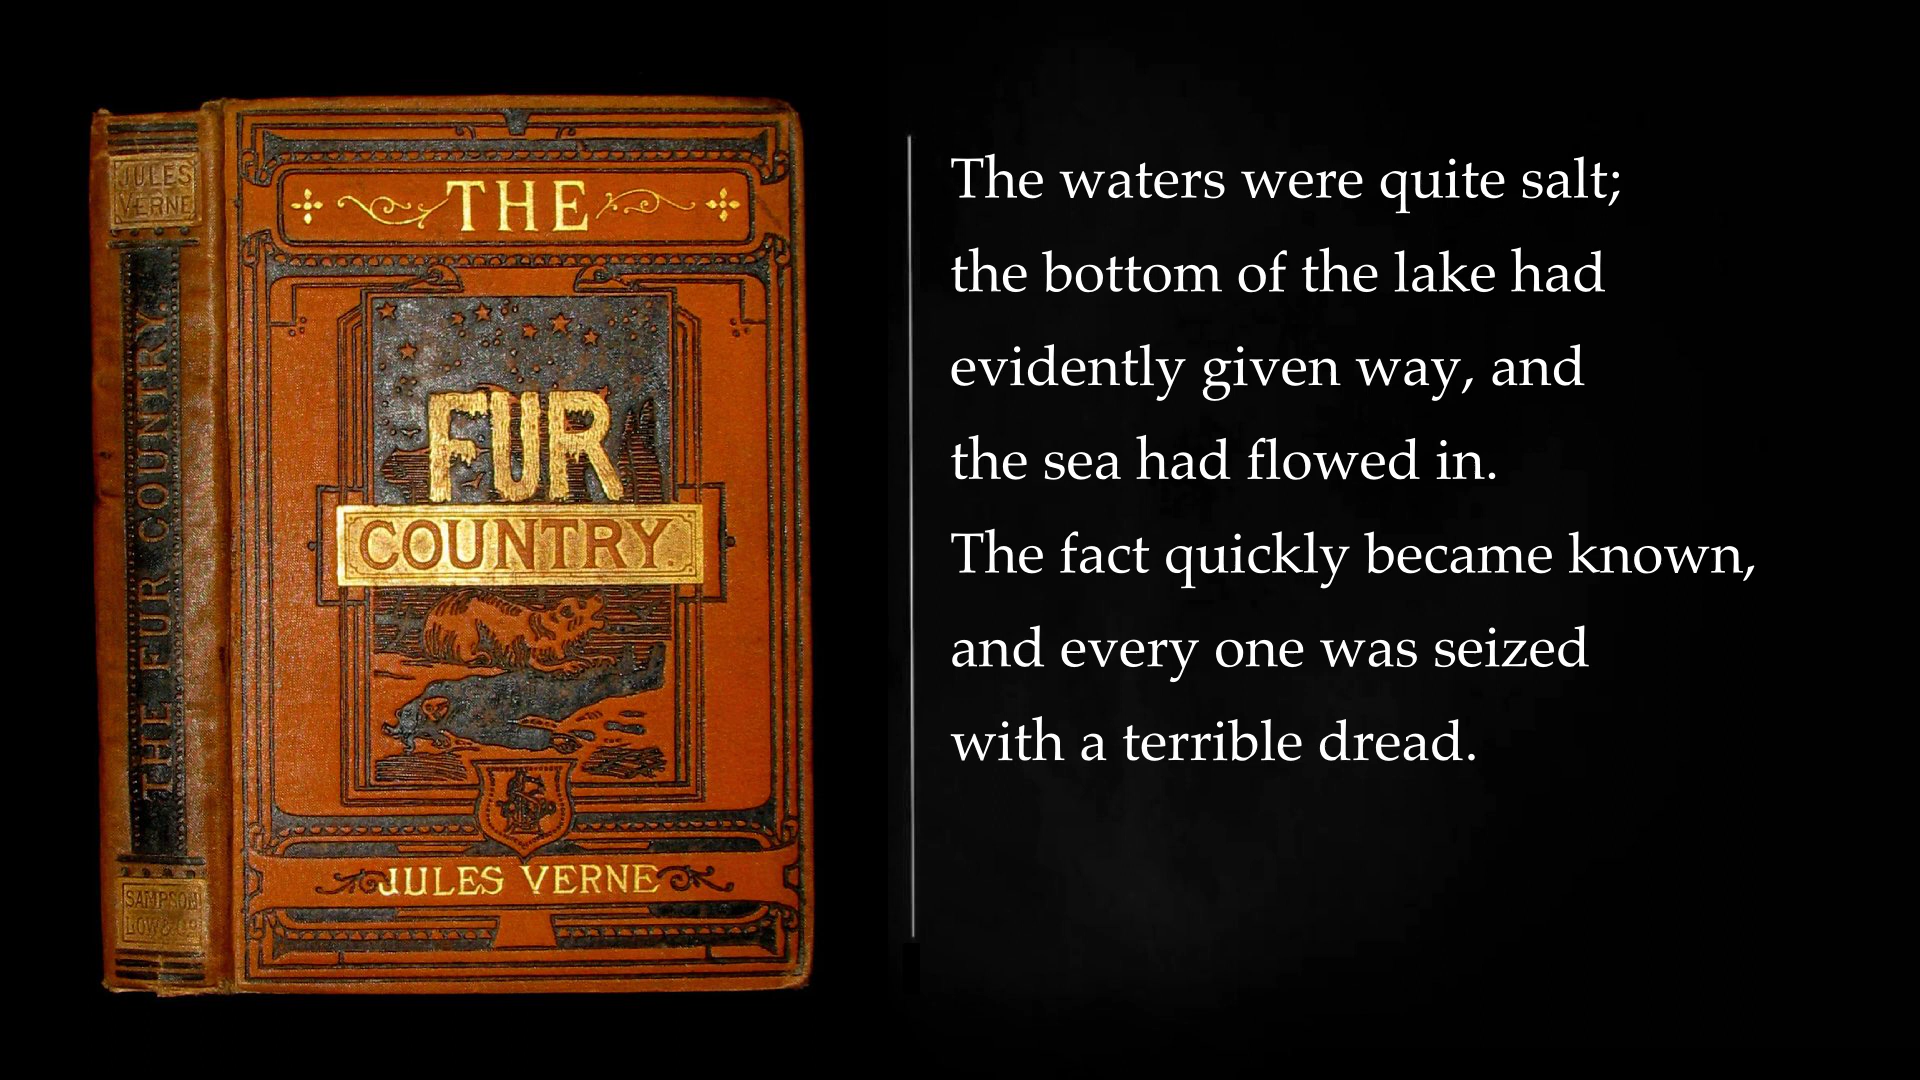 JULES
VERNE
THE FUR COUNTRY.
SAMPSON
LOW & Co
THE
FUR
COUNTRY.
JULES VERNE
The waters were quite salt;
the bottom of the lake had
evidently given way, and
the sea had flowed in.
The fact quickly became known,
and every one was seized
with a terrible dread.